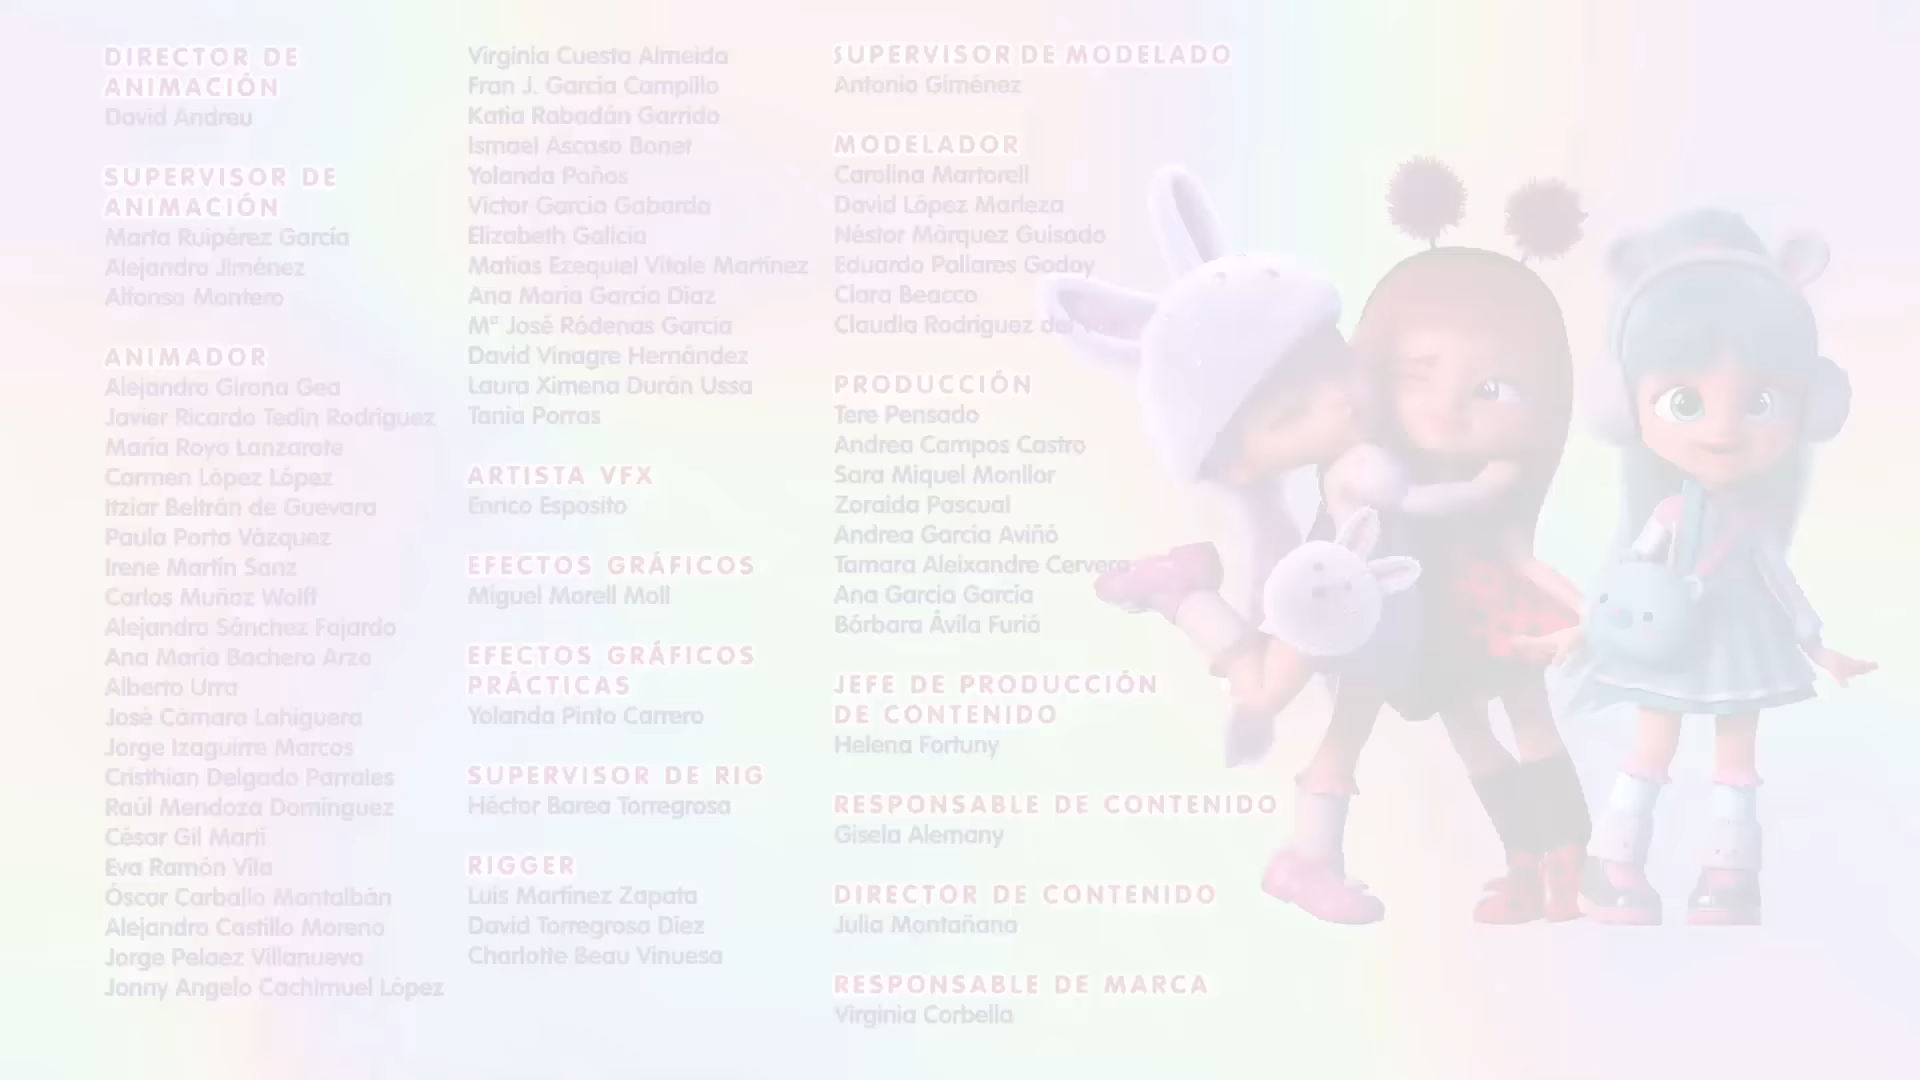 DIRECTOR DE
ANIMACIÓN
David Andreu
SUPERVISOR DE
ANIMACIÓN
Marta Ruipérez García
Alejandro Jiménez
Alfonso Montero
ANIMADOR
Alejandro Girona Gea
Javier Ricardo Tedin Rodríguez
María Royo Lanzarote
Carmen López López
Itziar Beltrán de Guevara
Paula Porta Vázquez
Irene Martín Sanz
Carlos Muñoz Wolff
Alejandro Sánchez Fajardo
Ana María Bachero Arzo
Alberto Urra
José Cámara Lahiguera
Jorge Izaguirre Marcos
Cristhian Delgado Parrales
Raúl Mendoza Domínguez
César Gil Martí
Eva Ramón Vila
Óscar Carballo Montalbán
Alejandro Castillo Moreno
Jorge Pelaez Villanueva
Jonny Angelo Cachimuel López
Virginia Cuesta Almeida
Fran J. García Campillo
Katia Rabadán Garrido
Ismael Ascaso Bonet
Yolanda Paños
Víctor García Gabarda
Elizabeth Galicia
Matías Ezequiel Vitale Martínez
Ana María García Díaz
Mª José Ródenas García
David Vinagre Hernández
Laura Ximena Durán Ussa
Tania Porras
ARTISTA VFX
Enrico Esposito
EFECTOS GRÁFICOS
Miguel Morell Moll
EFECTOS GRÁFICOS
PRÁCTICAS
Yolanda Pinto Carrero
SUPERVISOR DE RIG
Héctor Barea Torregrosa
RIGGER
Luis Martínez Zapata
David Torregrosa Díez
Charlotte Beau Vinuesa
SUPERVISOR DE MODELADO
Antonio Giménez
MODELADOR
Carolina Martorell
David López Marleza
Néstor Márquez Guisado
Eduardo Pallares Godoy
Clara Beacco
Claudia Rodríguez del
PRODUCCIÓN
Tere Pensado
Andrea Campos Castro
Sara Miquel Monllor
Zoraida Pascual
Andrea García Aviñó
Tamara Aleixandre Cervera
Ana García García
Bárbara Ávila Furió
JEFE DE PRODUCCIÓN
DE CONTENIDO
Helena Fortuny
RESPONSABLE DE CONTENIDO
Gisela Alemany
DIRECTOR DE CONTENIDO
Julia Montañana
RESPONSABLE DE MARCA
Virginia Corbella